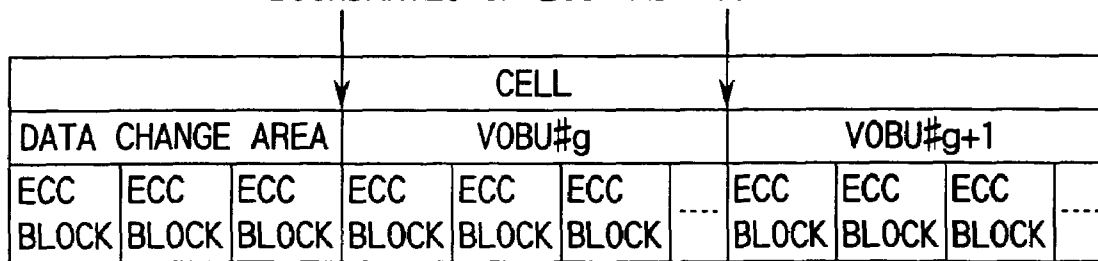 CELL
DATA CHANGE AREA VOBU#g VOBU#g+1
ECC ECC ECC ECC ECC ECC ECC ECC ECC
BLOCK BLOCK BLOCK BLOCK BLOCK BLOCK ..... BLOCK BLOCK BLOCK .....